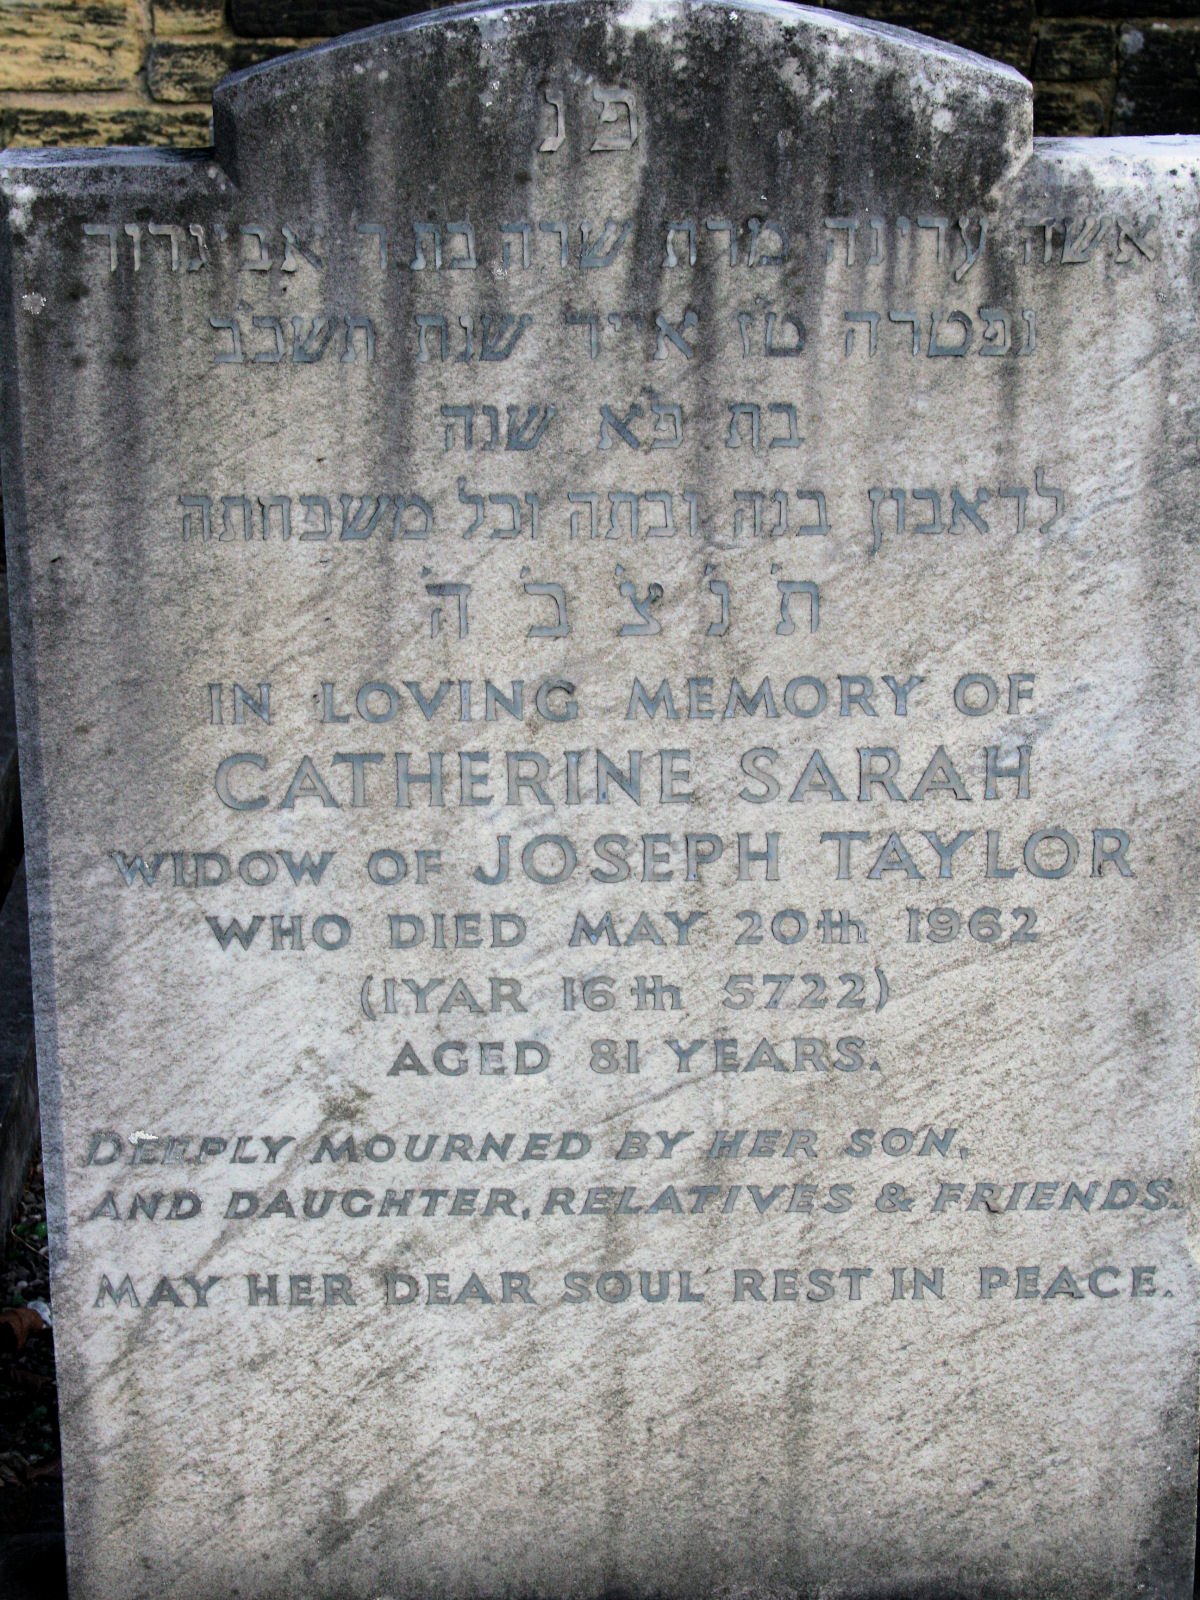 פ נ
אשה עדינה מרת שרה בת ר אביגדור
נפטרה טז אייר שנת תשכב
בת פא שנה
לדאבון בנה ובתה וכל משפחתה
ת׳ נ׳ צ׳ ב׳ ה׳
IN LOVING MEMORY OF
CATHERINE SARAH
WIDOW OF JOSEPH TAYLOR
WHO DIED MAY 20th 1962
(IYAR 16th 5722)
AGED 81 YEARS.
DEEPLY MOURNED BY HER SON,
AND DAUGHTER, RELATIVES & FRIENDS.
MAY HER DEAR SOUL REST IN PEACE.